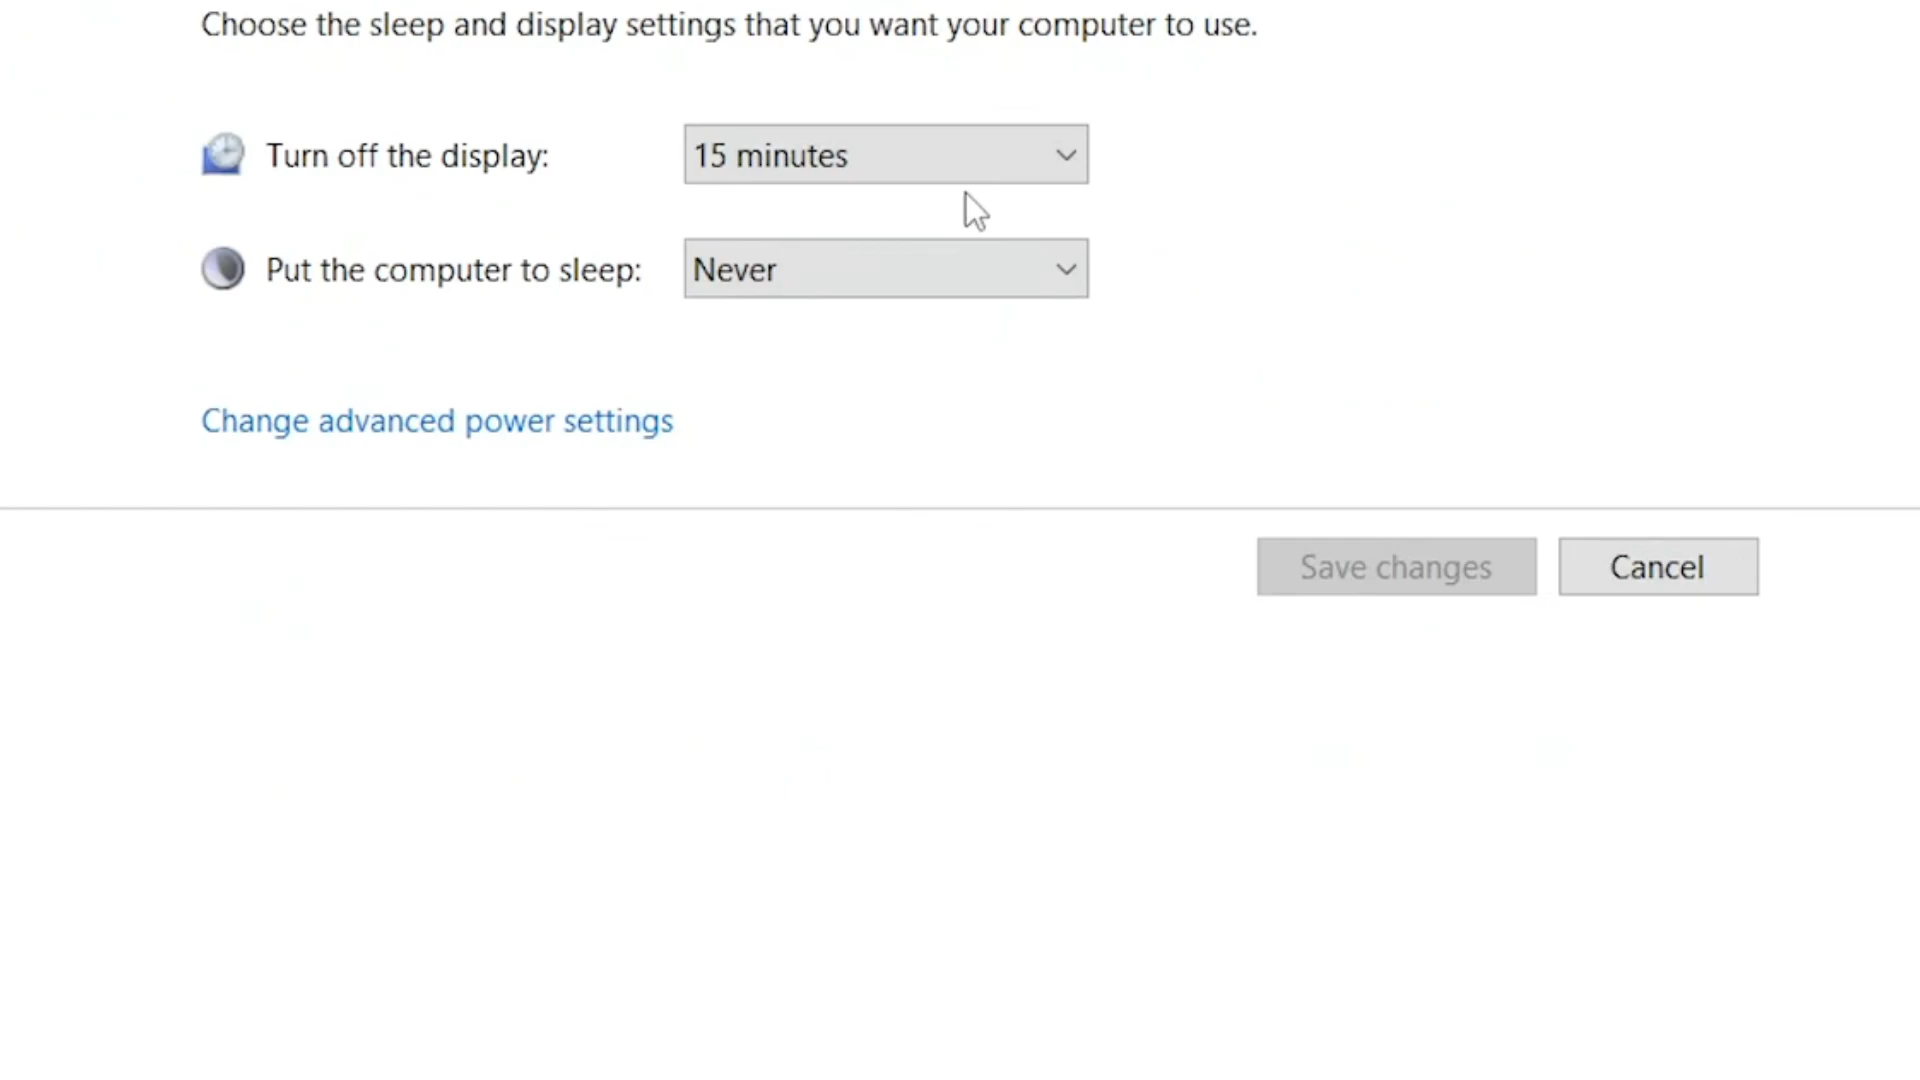 Choose the sleep and display settings that you want your computer to use.
Turn off the display: 15 minutes
Put the computer to sleep: Never
Change advanced power settings
Save changes Cancel